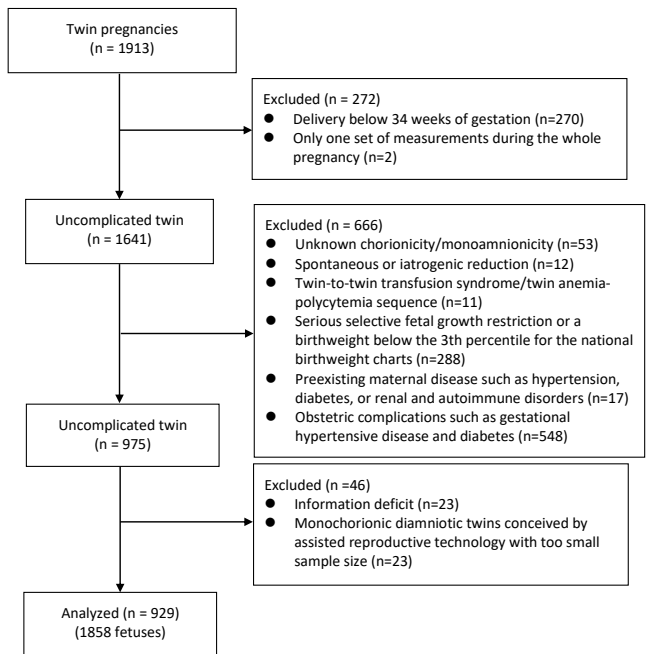 Twin pregnancies
(n = 1913)
Excluded (n = 272)
● Delivery below 34 weeks of gestation (n=270)
● Only one set of measurements during the whole
pregnancy (n=2)
Uncomplicated twin
(n = 1641)
Excluded (n = 666)
● Unknown chorionicity/monoamnionicity (n=53)
● Spontaneous or iatrogenic reduction (n=12)
● Twin-to-twin transfusion syndrome/twin anemia-
polycytemia sequence (n=11)
● Serious selective fetal growth restriction or a
birthweight below the 3th percentile for the national
birthweight charts (n=288)
● Preexisting maternal disease such as hypertension,
diabetes, or renal and autoimmune disorders (n=17)
● Obstetric complications such as gestational
hypertensive disease and diabetes (n=548)
Uncomplicated twin
(n = 975)
Excluded (n =46)
● Information deficit (n=23)
● Monochorionic diamniotic twins conceived by
assisted reproductive technology with too small
sample size (n=23)
Analyzed (n = 929)
(1858 fetuses)